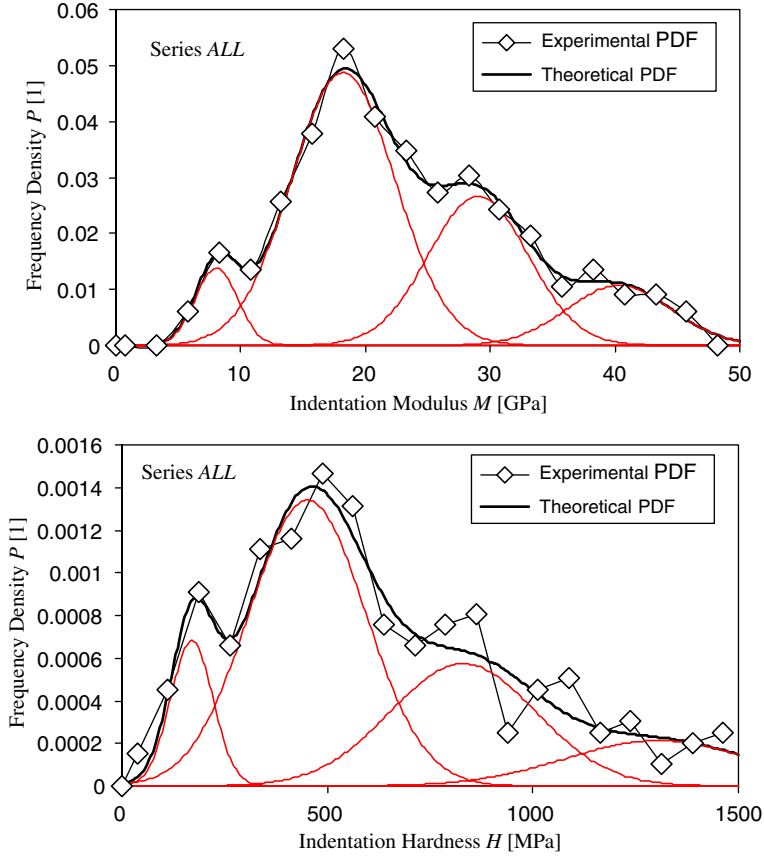 0.06
Series ALL
Experimental PDF
Theoretical PDF
0.05
0.04
0.03
0.02
0.01
0
Frequency Density P [1]
0 10 20 30 40 50
Indentation Modulus M [GPa]
0.0016
Series ALL
Experimental PDF
Theoretical PDF
0.0014
0.0012
0.001
0.0008
0.0006
0.0004
0.0002
0
Frequency Density P [1]
0 500 1000 1500
Indentation Hardness H [MPa]